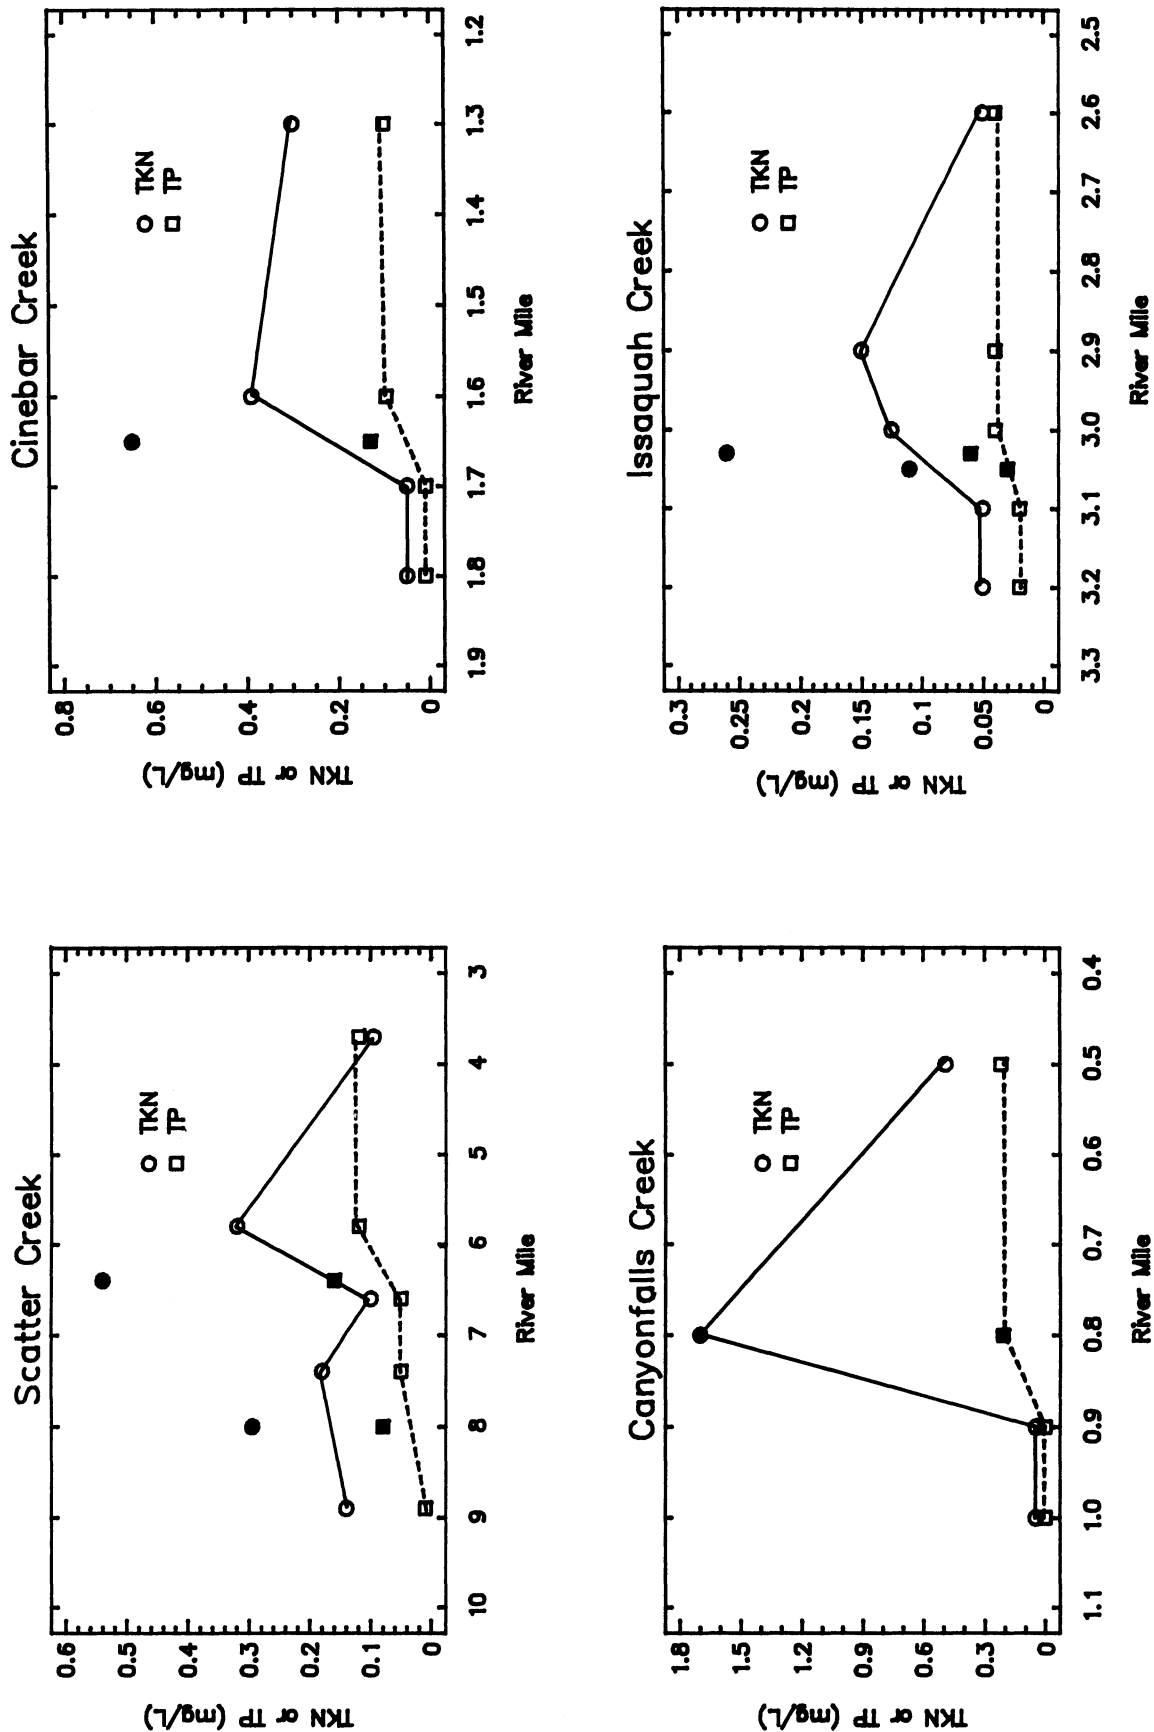 Scatter Creek
TKN or TP (mg/L)
0.6
0.5
0.4
0.3
0.2
0.1
0
TKN
TP
10 9 8 7 6 5 4 3
River Mile
Cinebar Creek
TKN or TP (mg/L)
0.8
0.6
0.4
0.2
0
TKN
TP
1.9 1.8 1.7 1.6 1.5 1.4 1.3 1.2
River Mile
Canyonfalls Creek
TKN or TP (mg/L)
1.8
1.5
1.2
0.9
0.6
0.3
0
TKN
TP
1.1 1.0 0.9 0.8 0.7 0.6 0.5 0.4
River Mile
Issaquah Creek
TKN or TP (mg/L)
0.3
0.25
0.2
0.15
0.1
0.05
0
TKN
TP
3.3 3.2 3.1 3.0 2.9 2.8 2.7 2.6 2.5
River Mile